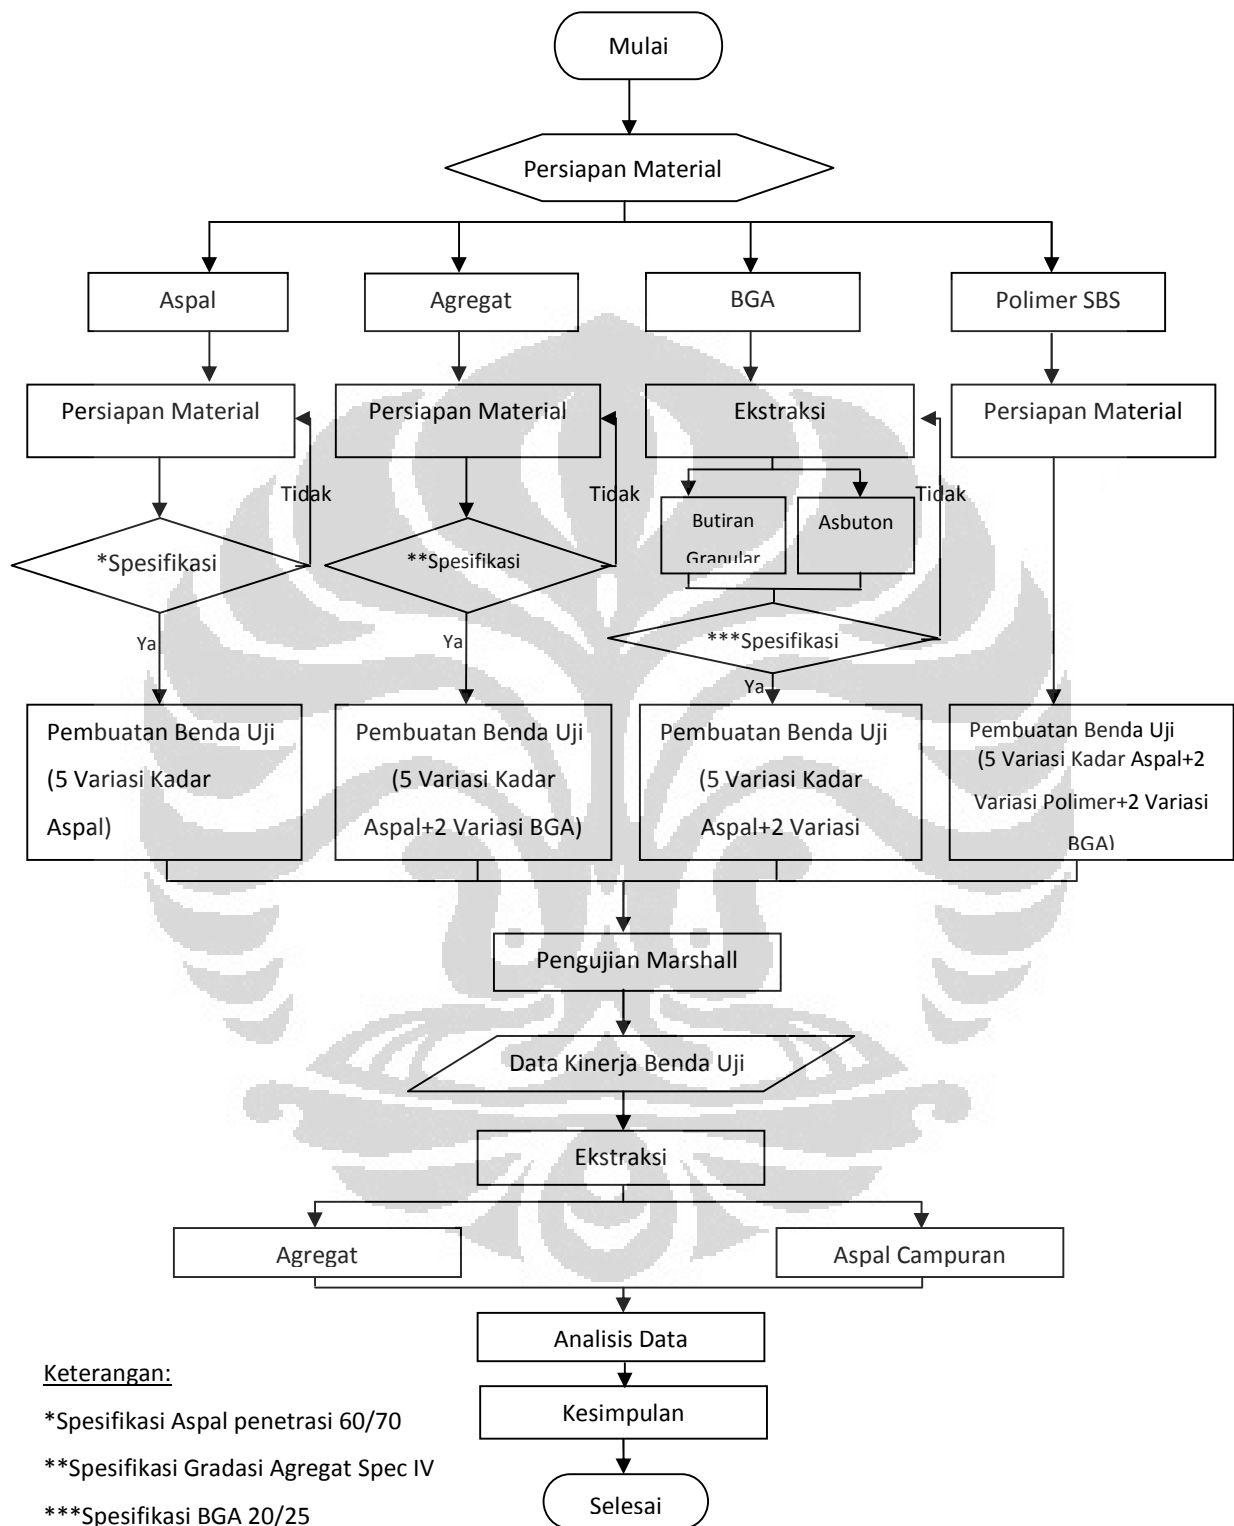 Mulai
Persiapan Material
Aspal
Agregat
BGA
Polimer SBS
Persiapan Material
Persiapan Material
Ekstraksi
Persiapan Material
Tidak
Tidak
Tidak
Butiran
Granular
Asbuton
*Spesifikasi
**Spesifikasi
***Spesifikasi
Ya
Ya
Ya
Pembuatan Benda Uji
(5 Variasi Kadar
Aspal)
Pembuatan Benda Uji
(5 Variasi Kadar
Aspal+2 Variasi BGA)
Pembuatan Benda Uji
(5 Variasi Kadar
Aspal+2 Variasi
Pembuatan Benda Uji
(5 Variasi Kadar Aspal+2
Variasi Polimer+2 Variasi
BGA)
Pengujian Marshall
Data Kinerja Benda Uji
Ekstraksi
Agregat
Aspal Campuran
Analisis Data
Kesimpulan
Selesai
Keterangan:
*Spesifikasi Aspal penetrasi 60/70
**Spesifikasi Gradasi Agregat Spec IV
***Spesifikasi BGA 20/25